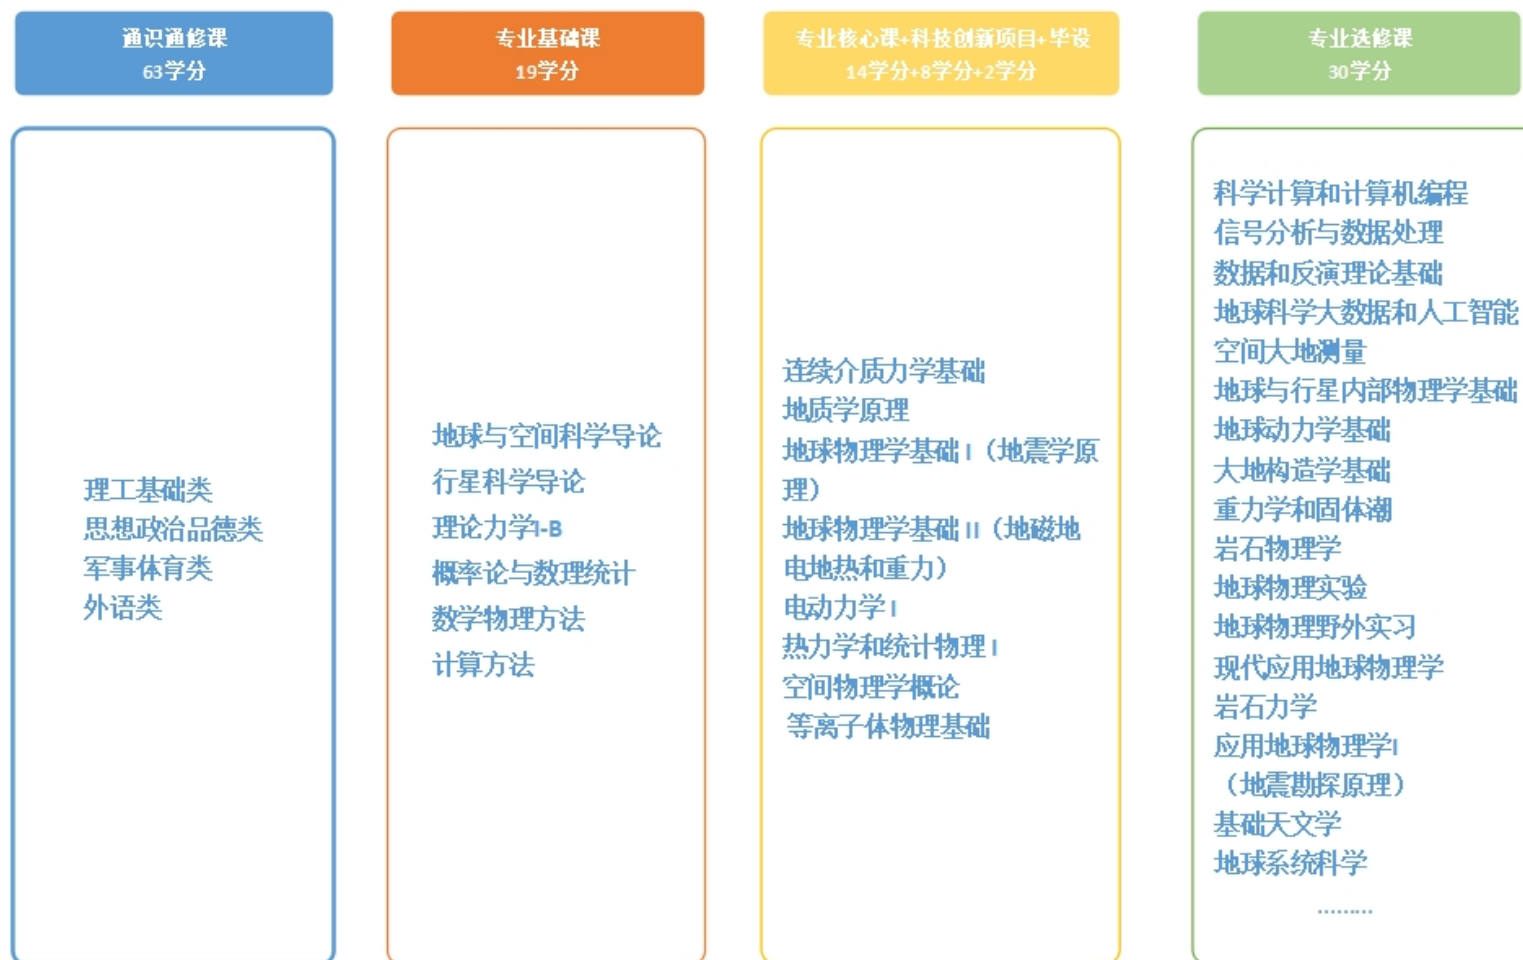 通识通修课
63学分
专业基础课
19学分
专业核心课+科技创新项目+毕设
14学分+8学分+2学分
专业选修课
30学分
理工基础类
思想政治品德类
军事体育类
外语类
地球与空间科学导论
行星科学导论
理论力学I-B
概率论与数理统计
数学物理方法
计算方法
连续介质力学基础
地质学原理
地球物理学基础 I（地震学原
理）
地球物理学基础 II（地磁地
电地热和重力）
电动力学 I
热力学和统计物理 I
空间物理学概论
等离子体物理基础
科学计算和计算机编程
信号分析与数据处理
数据和反演理论基础
地球科学大数据和人工智能
空间大地测量
地球与行星内部物理学基础
地球动力学基础
大地构造学基础
重力学和固体潮
岩石物理学
地球物理实验
地球物理野外实习
现代应用地球物理学
岩石力学
应用地球物理学I
（地震勘探原理）
基础天文学
地球系统科学
………